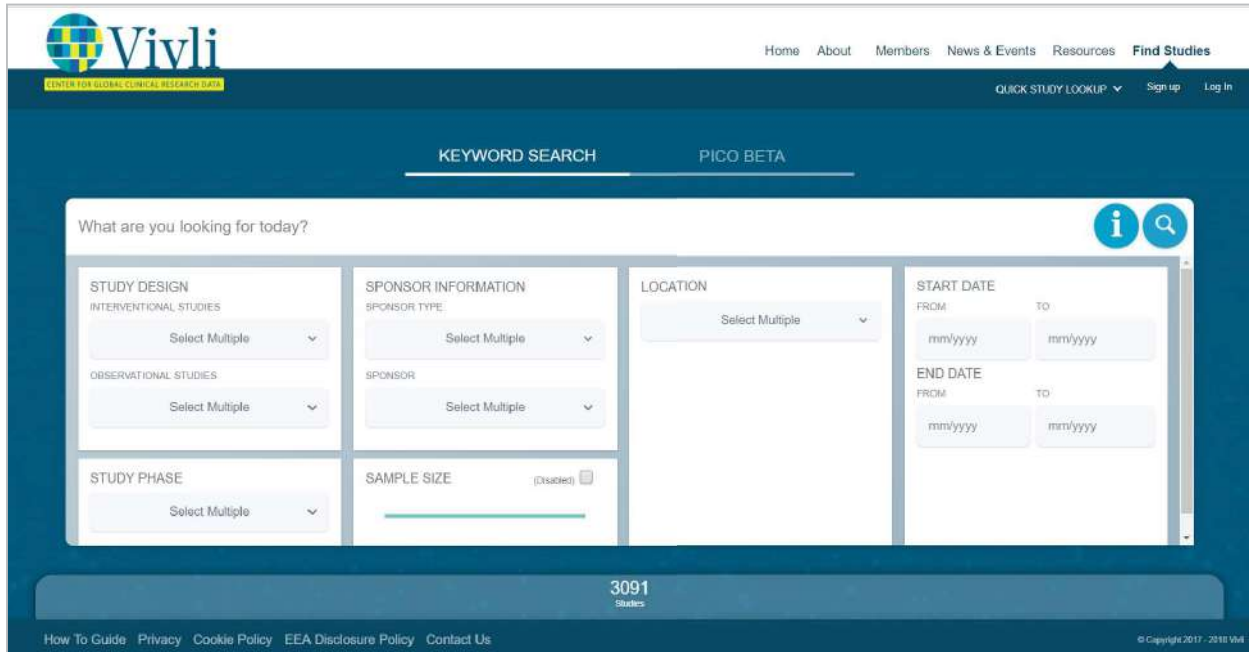 Vivli
CENTER FOR GLOBAL CLINICAL RESEARCH DATA
Home About Members News & Events Resources Find Studies
QUICK STUDY LOOKUP Sign up Log In
KEYWORD SEARCH PICO BETA
What are you looking for today?
i
STUDY DESIGN
INTERVENTIONAL STUDIES
Select Multiple
OBSERVATIONAL STUDIES
Select Multiple
SPONSOR INFORMATION
SPONSOR TYPE
Select Multiple
SPONSOR
Select Multiple
LOCATION
Select Multiple
START DATE
FROM TO
mm/yyyy mm/yyyy
END DATE
FROM TO
mm/yyyy mm/yyyy
STUDY PHASE
Select Multiple
SAMPLE SIZE (Disabled)
3091
Studies
How To Guide Privacy Cookie Policy EEA Disclosure Policy Contact Us
© Copyright 2017 - 2018 Vivli